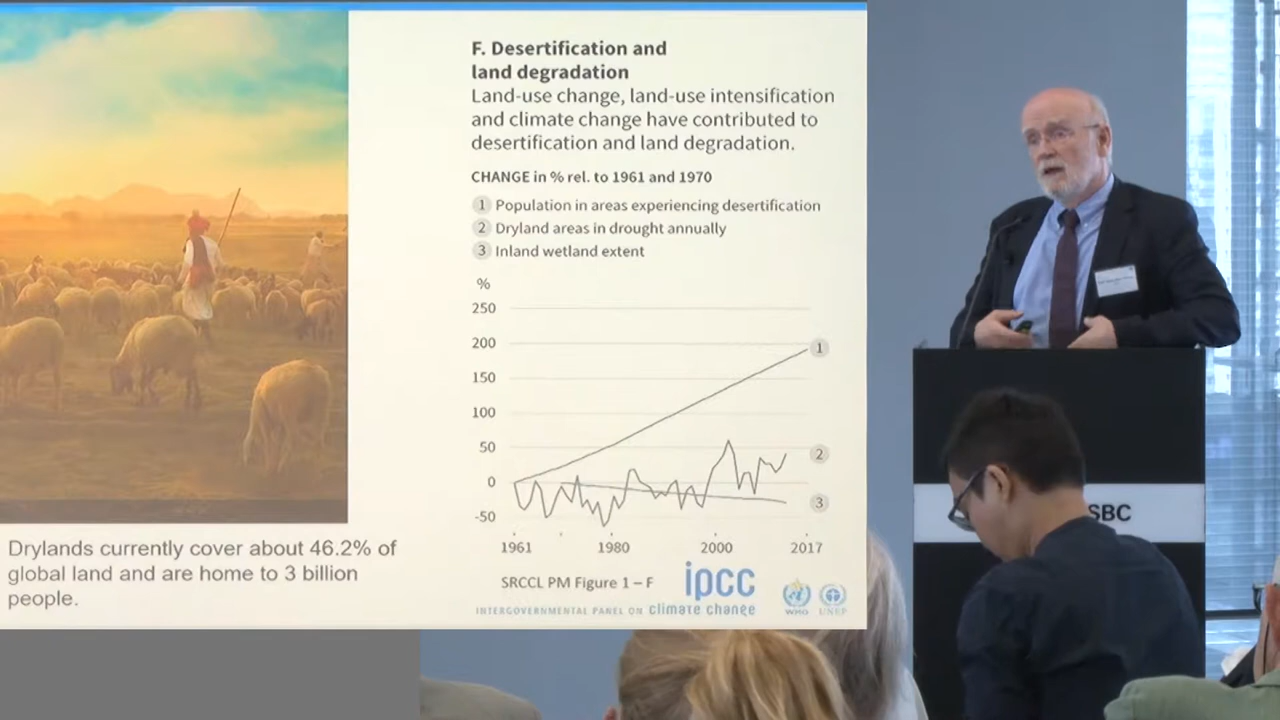 F. Desertification and
land degradation
Land-use change, land-use intensification
and climate change have contributed to
desertification and land degradation.
CHANGE in % rel. to 1961 and 1970
1 Population in areas experiencing desertification
2 Dryland areas in drought annually
3 Inland wetland extent
%
250
200
150
100
50
0
-50
1
2
3
1961 1980 2000 2017
SRCCL PM Figure 1 – F
ipcc
INTERGOVERNMENTAL PANEL ON climate change
WMO UNEP
Drylands currently cover about 46.2% of
global land and are home to 3 billion
people.
SBC